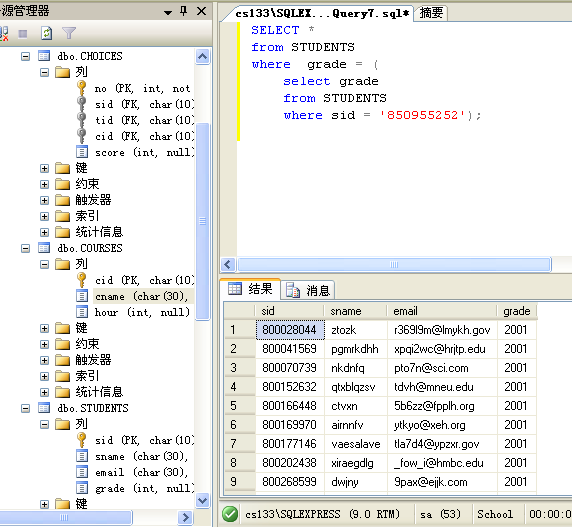 源管理器
cs133\SQLEX...Query7.sql*
摘要
dbo.CHOICES
列
no (PK, int, not
sid (FK, char(10)
tid (FK, char(10)
cid (FK, char(10)
score (int, null)
键
约束
触发器
索引
统计信息
dbo.COURSES
列
cid (PK, char(10)
cname (char(30),
hour (int, null)
键
约束
触发器
索引
统计信息
dbo.STUDENTS
列
sid (PK, char(10)
sname (char(30),
email (char(30),
grade (int, null)
键
SELECT *
from STUDENTS
where  grade = (
select grade
from STUDENTS
where sid = '850955252');
结果
消息
sid sname email grade
1 800028044 ztozk r369l9m@lmykh.gov 2001
2 800041569 pgmrkdhh xpqi2wc@hrjtp.edu 2001
3 800070739 nkdnfq pto7n@sci.com 2001
4 800152632 qtxblqzsv tdvh@mneu.edu 2001
5 800166448 ctvxn 5b6zz@fpplh.org 2001
6 800169970 airnnfv ytkyo@xeh.org 2001
7 800177146 vaesalave tla7d4@ypzxr.gov 2001
8 800202438 xiraegdlg _fow_i@hmbc.edu 2001
9 800268599 dwjny 9pax@ejjk.com 2001
cs133\SQLEXPRESS (9.0 RTM)
sa (53)
School
00:00:0